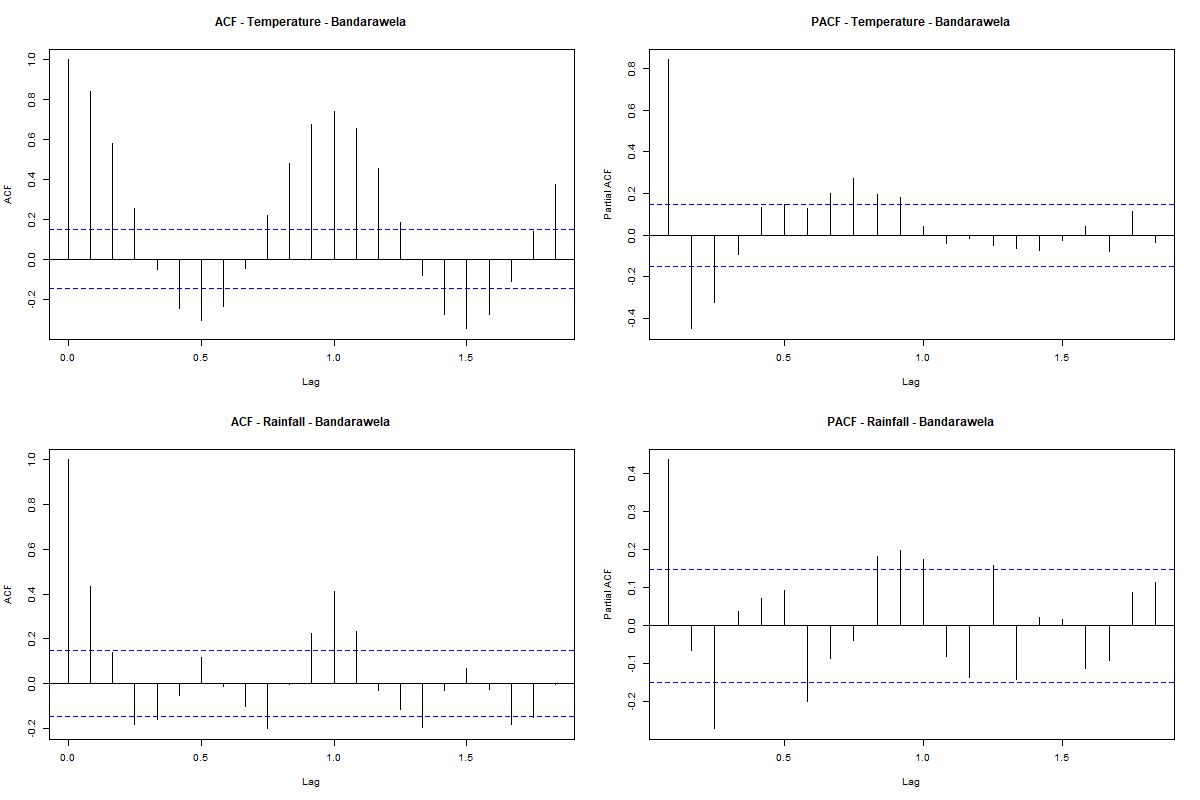 ACF - Temperature - Bandarawela
1.0
0.8
0.6
0.4
0.2
0.0
-0.2
ACF
0.0 0.5 1.0 1.5
Lag
PACF - Temperature - Bandarawela
0.8
0.6
0.4
0.2
0.0
-0.2
-0.4
Partial ACF
0.5 1.0 1.5
Lag
ACF - Rainfall - Bandarawela
1.0
0.8
0.6
0.4
0.2
0.0
-0.2
ACF
0.0 0.5 1.0 1.5
Lag
PACF - Rainfall - Bandarawela
0.4
0.3
0.2
0.1
0.0
-0.1
-0.2
Partial ACF
0.5 1.0 1.5
Lag